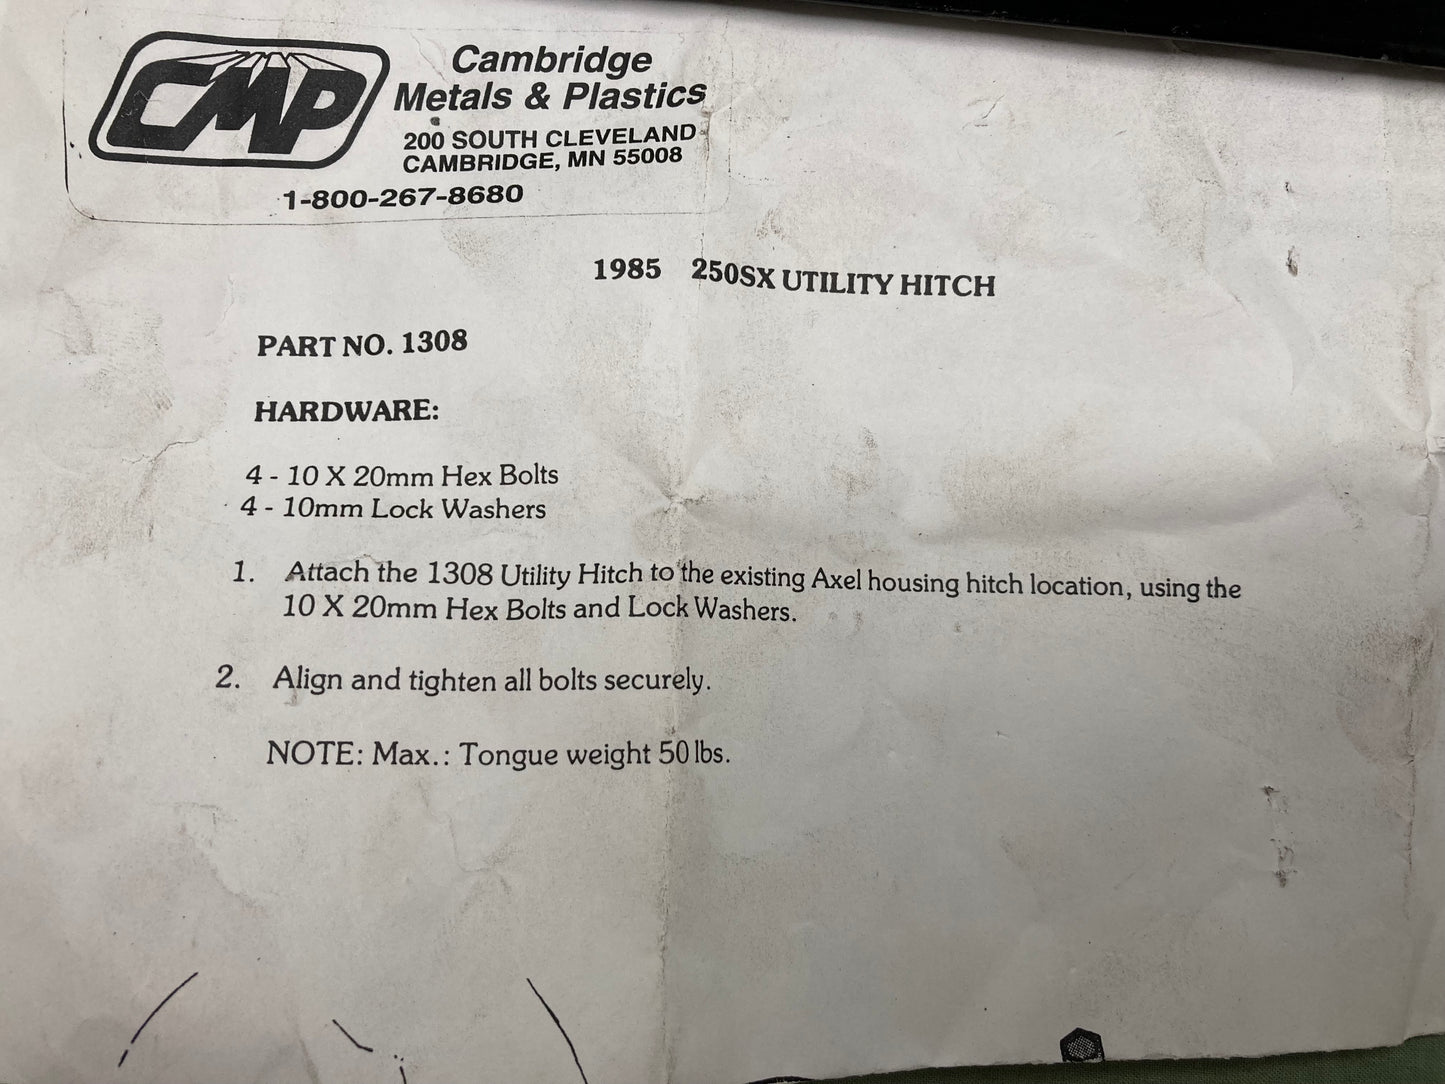 CMP
Cambridge
Metals & Plastics
200 SOUTH CLEVELAND
CAMBRIDGE, MN 55008
1-800-267-8680
1985 250SX UTILITY HITCH
PART NO. 1308
HARDWARE:
4 - 10 X 20mm Hex Bolts
4 - 10mm Lock Washers
1. Attach the 1308 Utility Hitch to the existing Axel housing hitch location, using the
10 X 20mm Hex Bolts and Lock Washers.
2. Align and tighten all bolts securely.
NOTE: Max.: Tongue weight 50 lbs.